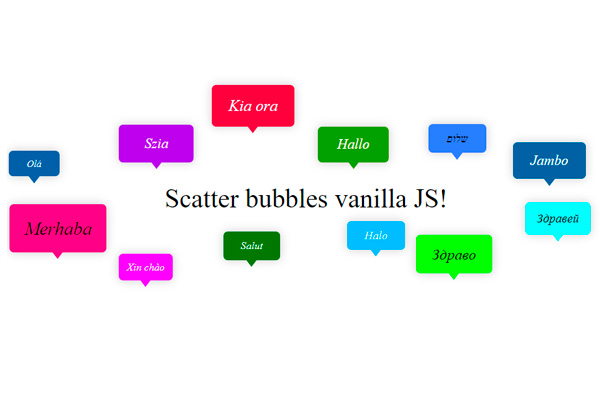 Kia ora
Szia
Hallo
שלום
Olá
Jambo
Scatter bubbles vanilla JS!
Merhaba
Здравей
Salut
Halo
Здраво
Xin chào